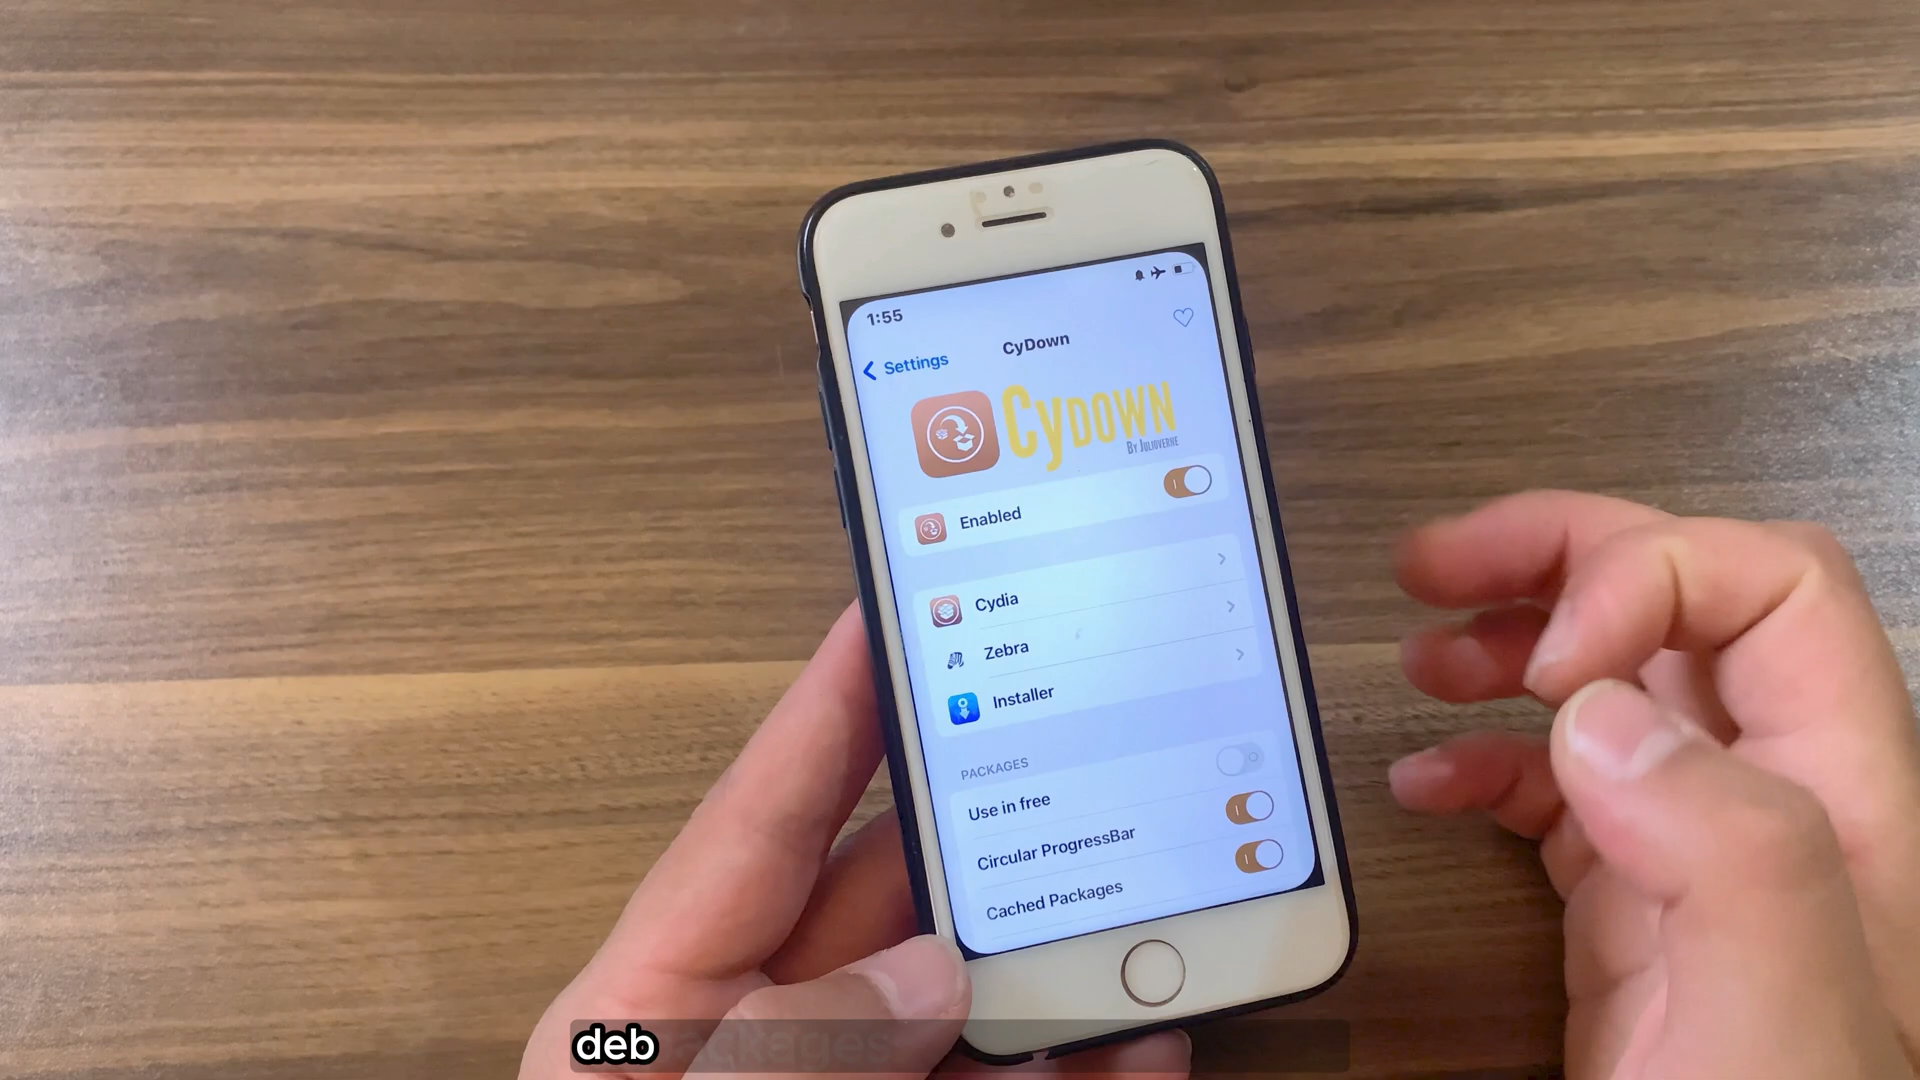 1:55
Settings
CyDown
CyDown
By Julioverne
Enabled
Cydia
Zebra
Installer
PACKAGES
Use in free
Circular ProgressBar
Cached Packages
deb packages